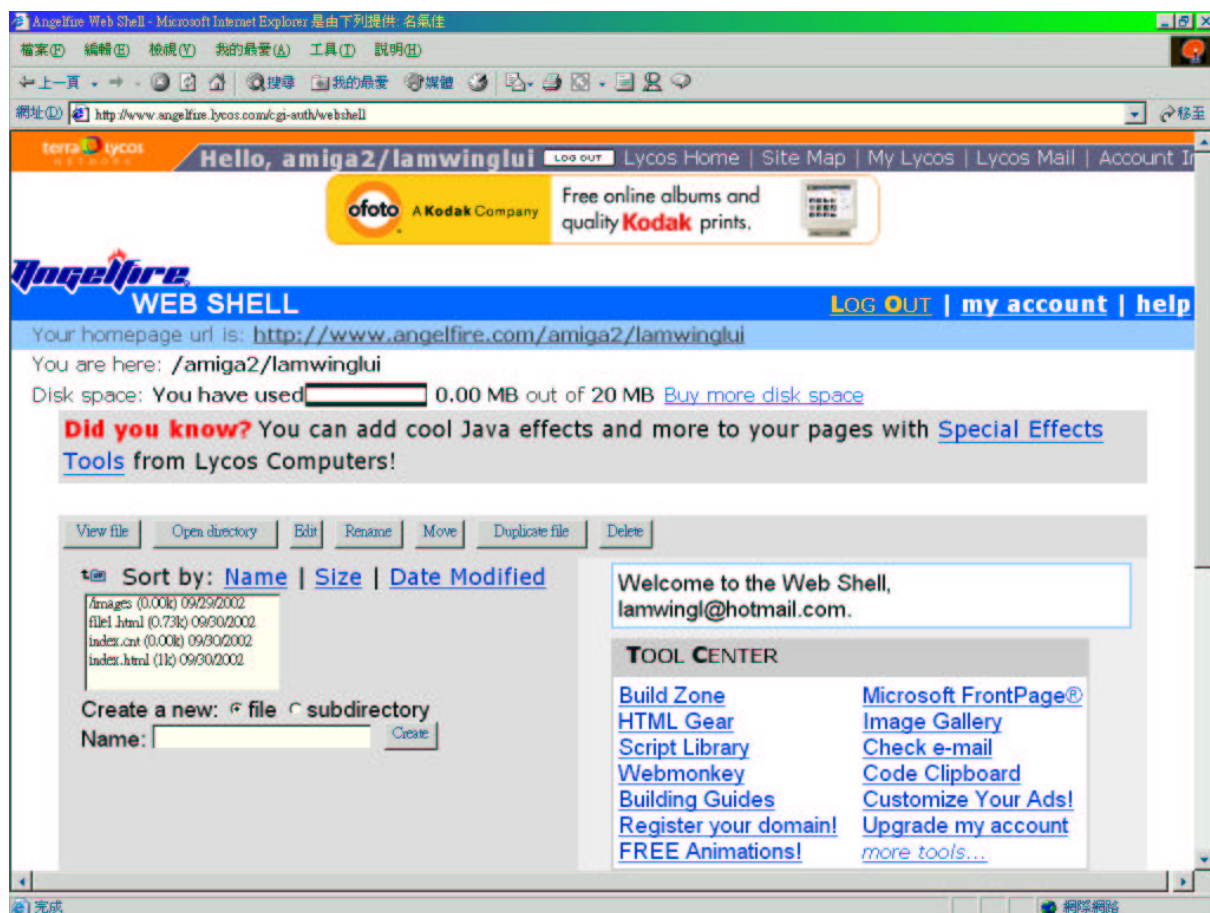 Angelfire Web Shell - Microsoft Internet Explorer 是由下列提供: 名氣佳
檔案(F) 編輯(E) 檢視(V) 我的最愛(A) 工具(T) 說明(H)
上一頁 搜尋 我的最愛 媒體
網址(D) http://www.angelfire.lycos.com/cgi-auth/webshell 移至
terra lycos
NETWORK
Hello, amiga2/lamwinglui LOG OUT Lycos Home | Site Map | My Lycos | Lycos Mail | Account In
ofoto A Kodak Company Free online albums and
quality Kodak prints.
Angelfire
WEB SHELL LOG OUT | my account | help
Your homepage url is: http://www.angelfire.com/amiga2/lamwinglui
You are here: /amiga2/lamwinglui
Disk space: You have used 0.00 MB out of 20 MB Buy more disk space
Did you know? You can add cool Java effects and more to your pages with Special Effects
Tools from Lycos Computers!
View file Open directory Edit Rename Move Duplicate file Delete
Sort by: Name | Size | Date Modified
/images (0.00k) 09/29/2002
file1.html (0.73k) 09/30/2002
index.cnt (0.00k) 09/30/2002
index.html (1k) 09/30/2002
Create a new: file subdirectory
Name: Create
Welcome to the Web Shell,
lamwingl@hotmail.com.
TOOL CENTER
Build Zone Microsoft FrontPage®
HTML Gear Image Gallery
Script Library Check e-mail
Webmonkey Code Clipboard
Building Guides Customize Your Ads!
Register your domain! Upgrade my account
FREE Animations! more tools...
完成 網際網路